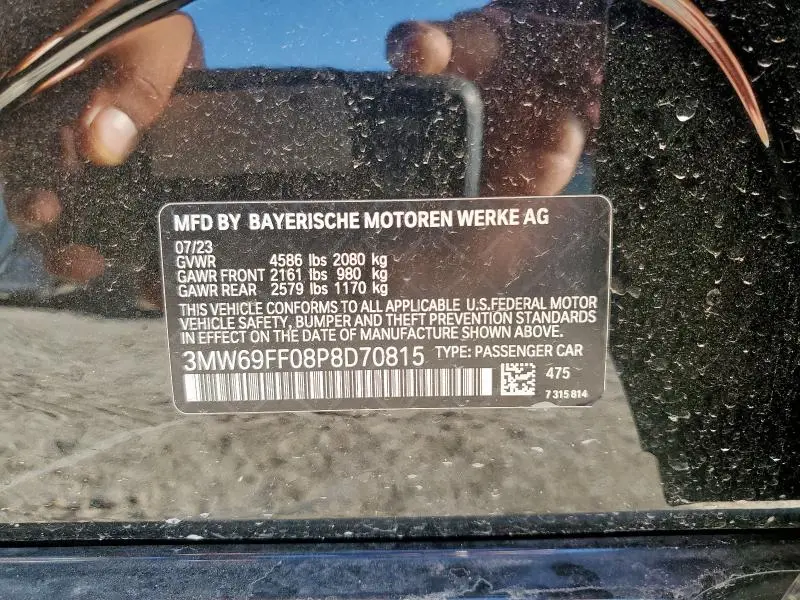 MFD BY BAYERISCHE MOTOREN WERKE AG
07/23
GVWR 4586 lbs 2080 kg
GAWR FRONT 2161 lbs 980 kg
GAWR REAR 2579 lbs 1170 kg
THIS VEHICLE CONFORMS TO ALL APPLICABLE U.S.FEDERAL MOTOR
VEHICLE SAFETY, BUMPER AND THEFT PREVENTION STANDARDS
IN EFFECT ON THE DATE OF MANUFACTURE SHOWN ABOVE.
3MW69FF08P8D70815 TYPE: PASSENGER CAR
475
7 315 814